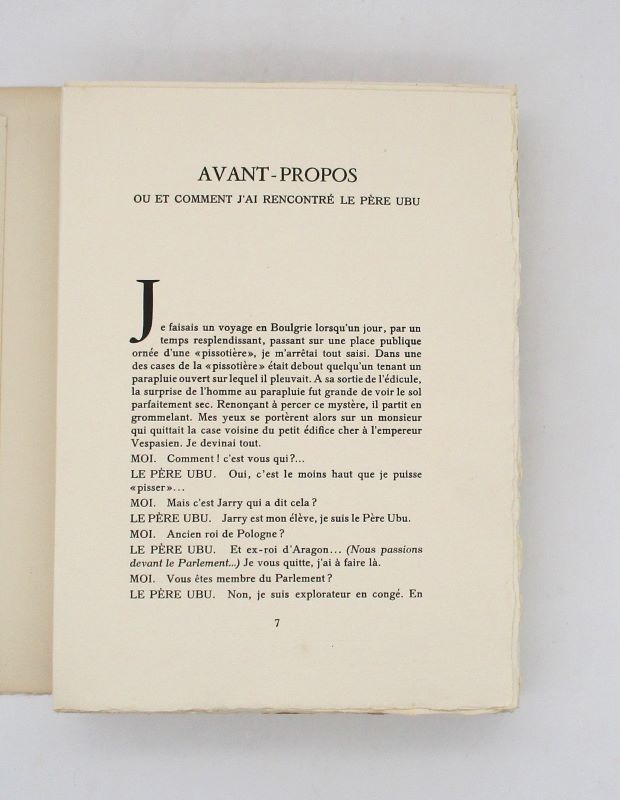 AVANT-PROPOS
OU ET COMMENT J'AI RENCONTRÉ LE PÈRE UBU
Je faisais un voyage en Boulgrie lorsqu'un jour, par un
temps resplendissant, passant sur une place publique
ornée d'une «pissotière», je m'arrêtai tout saisi. Dans une
des cases de la «pissotière» était debout quelqu'un tenant un
parapluie ouvert sur lequel il pleuvait. A sa sortie de l'édicule,
la surprise de l'homme au parapluie fut grande de voir le sol
parfaitement sec. Renonçant à percer ce mystère, il partit en
grommelant. Mes yeux se portèrent alors sur un monsieur
qui quittait la case voisine du petit édifice cher à l'empereur
Vespasien. Je devinai tout.
MOI. Comment! c'est vous qui?...
LE PÈRE UBU. Oui, c'est le moins haut que je puisse
«pisser»...
MOI. Mais c'est Jarry qui a dit cela?
LE PÈRE UBU. Jarry est mon élève, je suis le Père Ubu.
MOI. Ancien roi de Pologne?
LE PÈRE UBU. Et ex-roi d'Aragon... (Nous passions
devant le Parlement...) Je vous quitte, j'ai à faire là.
MOI. Vous êtes membre du Parlement?
LE PÈRE UBU. Non, je suis explorateur en congé. En
7